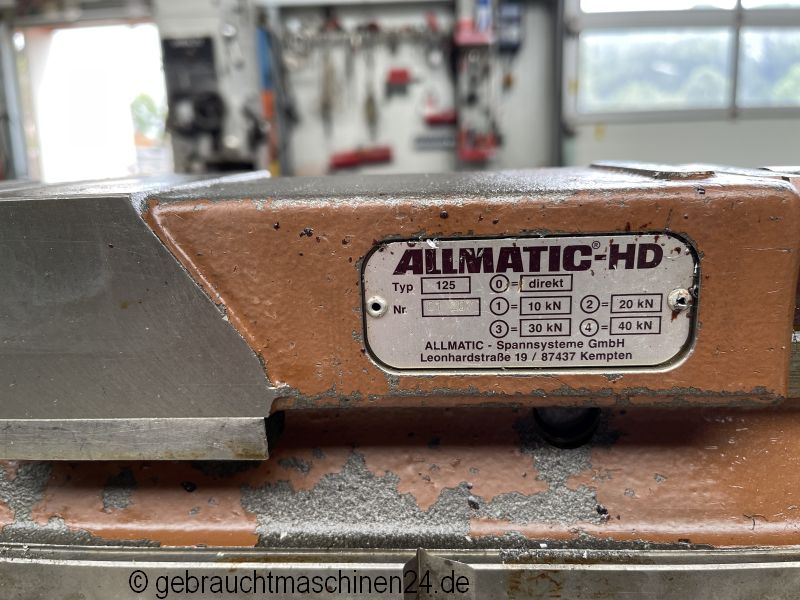 ALLMATIC®-HD
Typ 125 0 = direkt
Nr. 1 = 10 kN 2 = 20 kN
3 = 30 kN 4 = 40 kN
ALLMATIC - Spannsysteme GmbH
Leonhardstraße 19 / 87437 Kempten
© gebrauchtmaschinen24.de